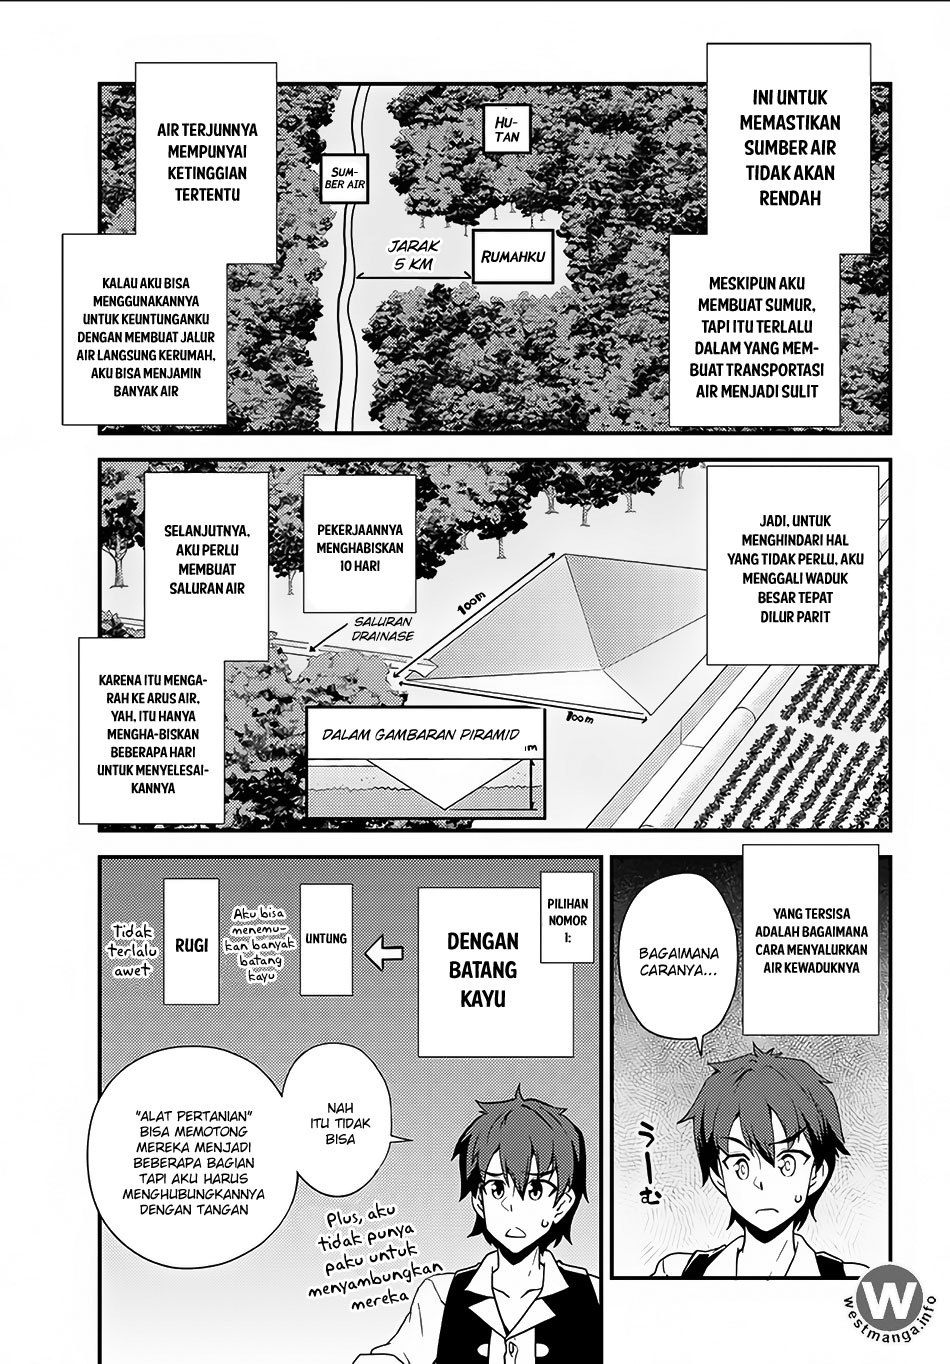 INI UNTUK
MEMASTIKAN
SUMBER AIR
TIDAK AKAN
RENDAH
MESKIPUN AKU
MEMBUAT SUMUR,
TAPI ITU TERLALU
DALAM YANG MEM-
BUAT TRANSPORTASI
AIR MENJADI SULIT
HU-
TAN
RUMAHKU
SUM-
BER AIR
JARAK
5 KM
AIR TERJUNNYA
MEMPUNYAI
KETINGGIAN
TERTENTU
KALAU AKU BISA
MENGGUNAKANNYA
UNTUK KEUNTUNGANKU
DENGAN MEMBUAT JALUR
AIR LANGSUNG KERUMAH,
AKU BISA MENJAMIN
BANYAK AIR
JADI, UNTUK
MENGHINDARI HAL
YANG TIDAK PERLU, AKU
MENGGALI WADUK
BESAR TEPAT
DILUR PARIT
100m
100m
PEKERJAANNYA
MENGHABISKAN
10 HARI
SALURAN
DRAINASE
DALAM GAMBARAN PIRAMID
1M
SELANJUTNYA,
AKU PERLU
MEMBUAT
SALURAN AIR
KARENA ITU MENGA-
RAH KE ARUS AIR,
YAH, ITU HANYA
MENGHA-BISKAN
BEBERAPA HARI
UNTUK MENYELESAI-
KANNYA
YANG TERSISA
ADALAH BAGAIMANA
CARA MENYALURKAN
AIR KEWADUKNYA
BAGAIMANA
CARANYA...
うーむ
PILIHAN
NOMOR
1:
DENGAN
BATANG
KAYU
UNTUNG
Aku bisa
menemu-
kan banyak
batang
kayu
RUGI
Tidak
terlalu
awet
NAH
ITU TIDAK
BISA
"ALAT PERTANIAN"
BISA MEMOTONG
MEREKA MENJADI
BEBERAPA BAGIAN
TAPI AKU HARUS
MENGHUBUNGKANNYA
DENGAN TANGAN
Plus, aku
tidak punya
paku untuk
menyambungkan
mereka
W
westmanga.info